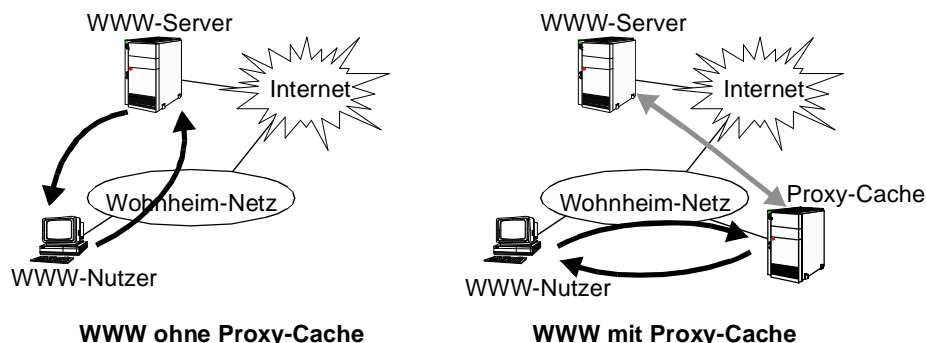 WWW-Server
Internet
Wohnheim-Netz
WWW-Nutzer
WWW ohne Proxy-Cache
WWW-Server
Internet
Wohnheim-Netz
Proxy-Cache
WWW-Nutzer
WWW mit Proxy-Cache